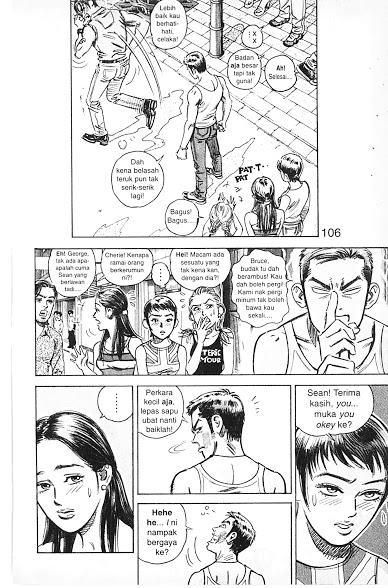 Lebih
baik kau
berhati-
hati,
celaka!
: x
: x
Badan
aja besar
tapi tak
guna!
Ah!
Selesai...
Dah
kena belasah
teruk pun tak
serik-serik
lagi!
Bagus!
Bagus...
PAT-T..
PAT
106
Eh! George,
tak ada apa-
apalah cuma
Sean yang
berlawan
tadi...
Cherie! Kenapa
ramai orang
berkerumun
ni?!
Hei! Macam ada
sesuatu yang
tak kena kan,
dengan dia?!
Bruce,
budak tu dah
berambus! Kau
dah boleh pergi!
Kami nak pergi
minum tak boleh
bawa kau
sekali....
TOUR
Perkara
kecil aja,
lepas sapu
ubat nanti
baiklah!
Sean! Terima
kasih, you...
muka you
okey ke?
Hehe
he... I ni
nampak
bergaya
ke?